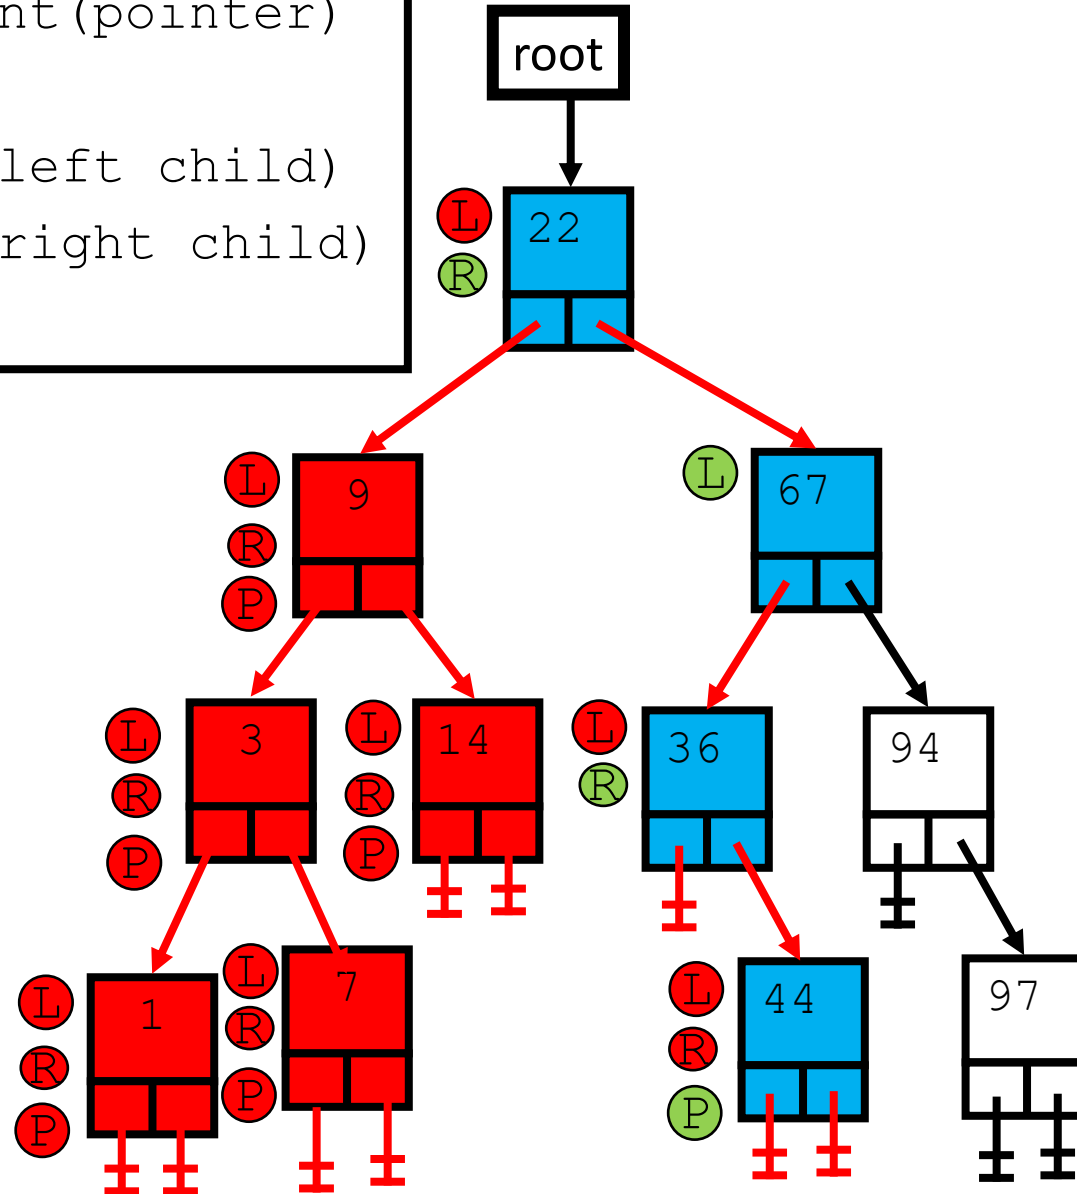 nt(pointer)
left child)
right child)
root
L
22
R
L
9
R
P
L
67
L
3
R
P
L
14
R
P
L
36
R
94
L
1
R
P
L
7
R
P
L
44
R
P
97